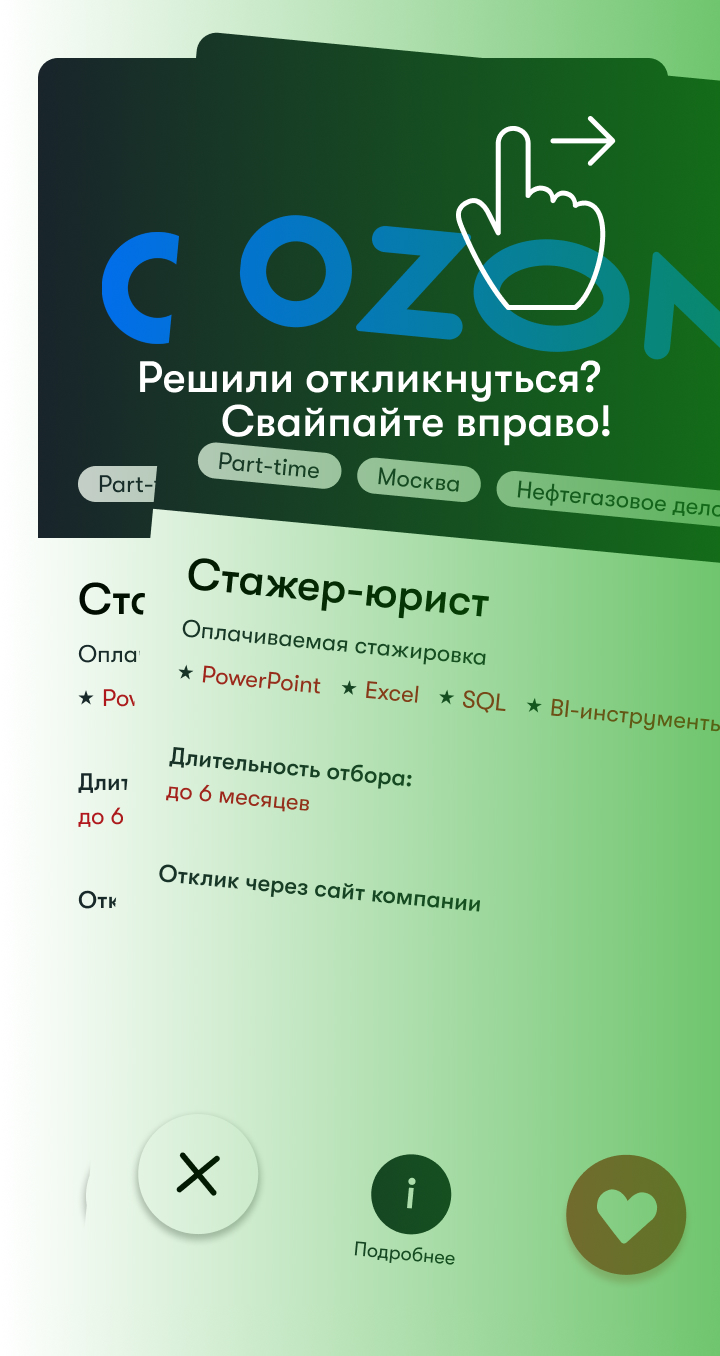 С OZON
Решили откликнуться?
Свайпайте вправо!
Part-
Part-time Москва Нефтегазовое дело
Ста
Стажер-юрист
Опла
Оплачиваемая стажировка
★ Pow
★ PowerPoint ★ Excel ★ SQL ★ BI-инструменты
Длит
Длительность отбора:
до 6
до 6 месяцев
Отк
Отклик через сайт компании
Подробнее